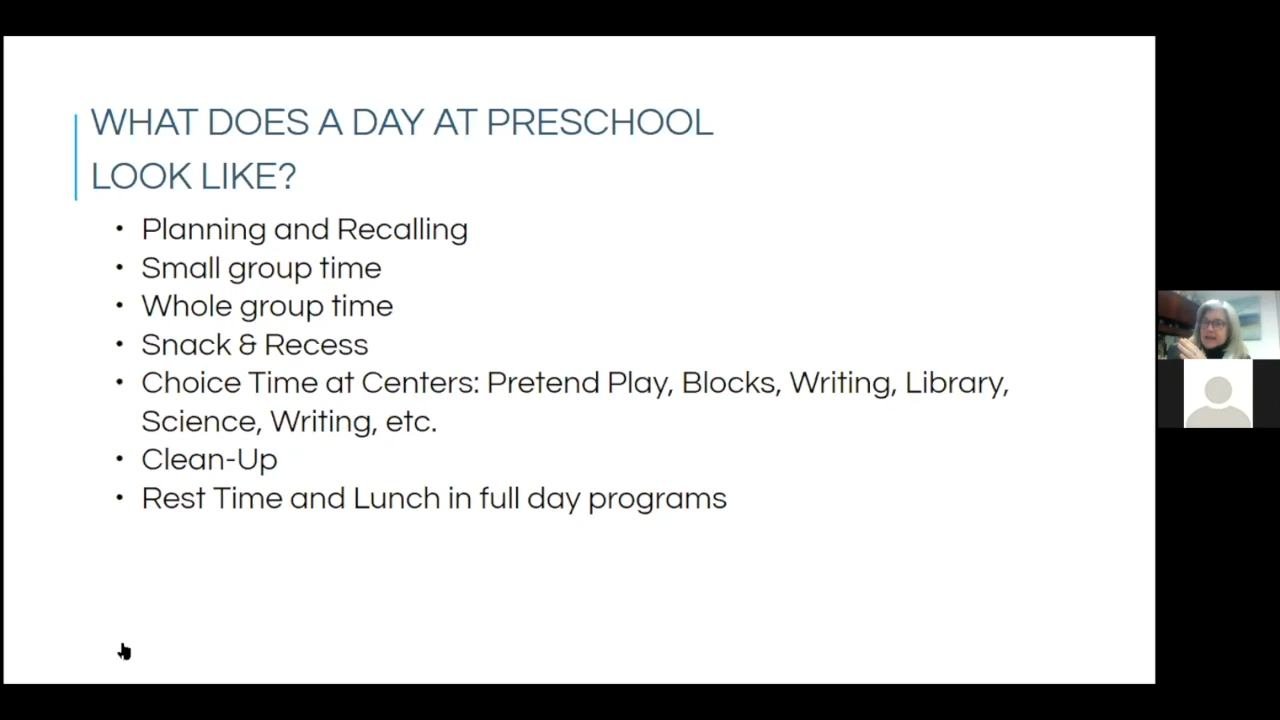 WHAT DOES A DAY AT PRESCHOOL
LOOK LIKE?
• Planning and Recalling
• Small group time
• Whole group time
• Snack & Recess
• Choice Time at Centers: Pretend Play, Blocks, Writing, Library,
Science, Writing, etc.
• Clean-Up
• Rest Time and Lunch in full day programs